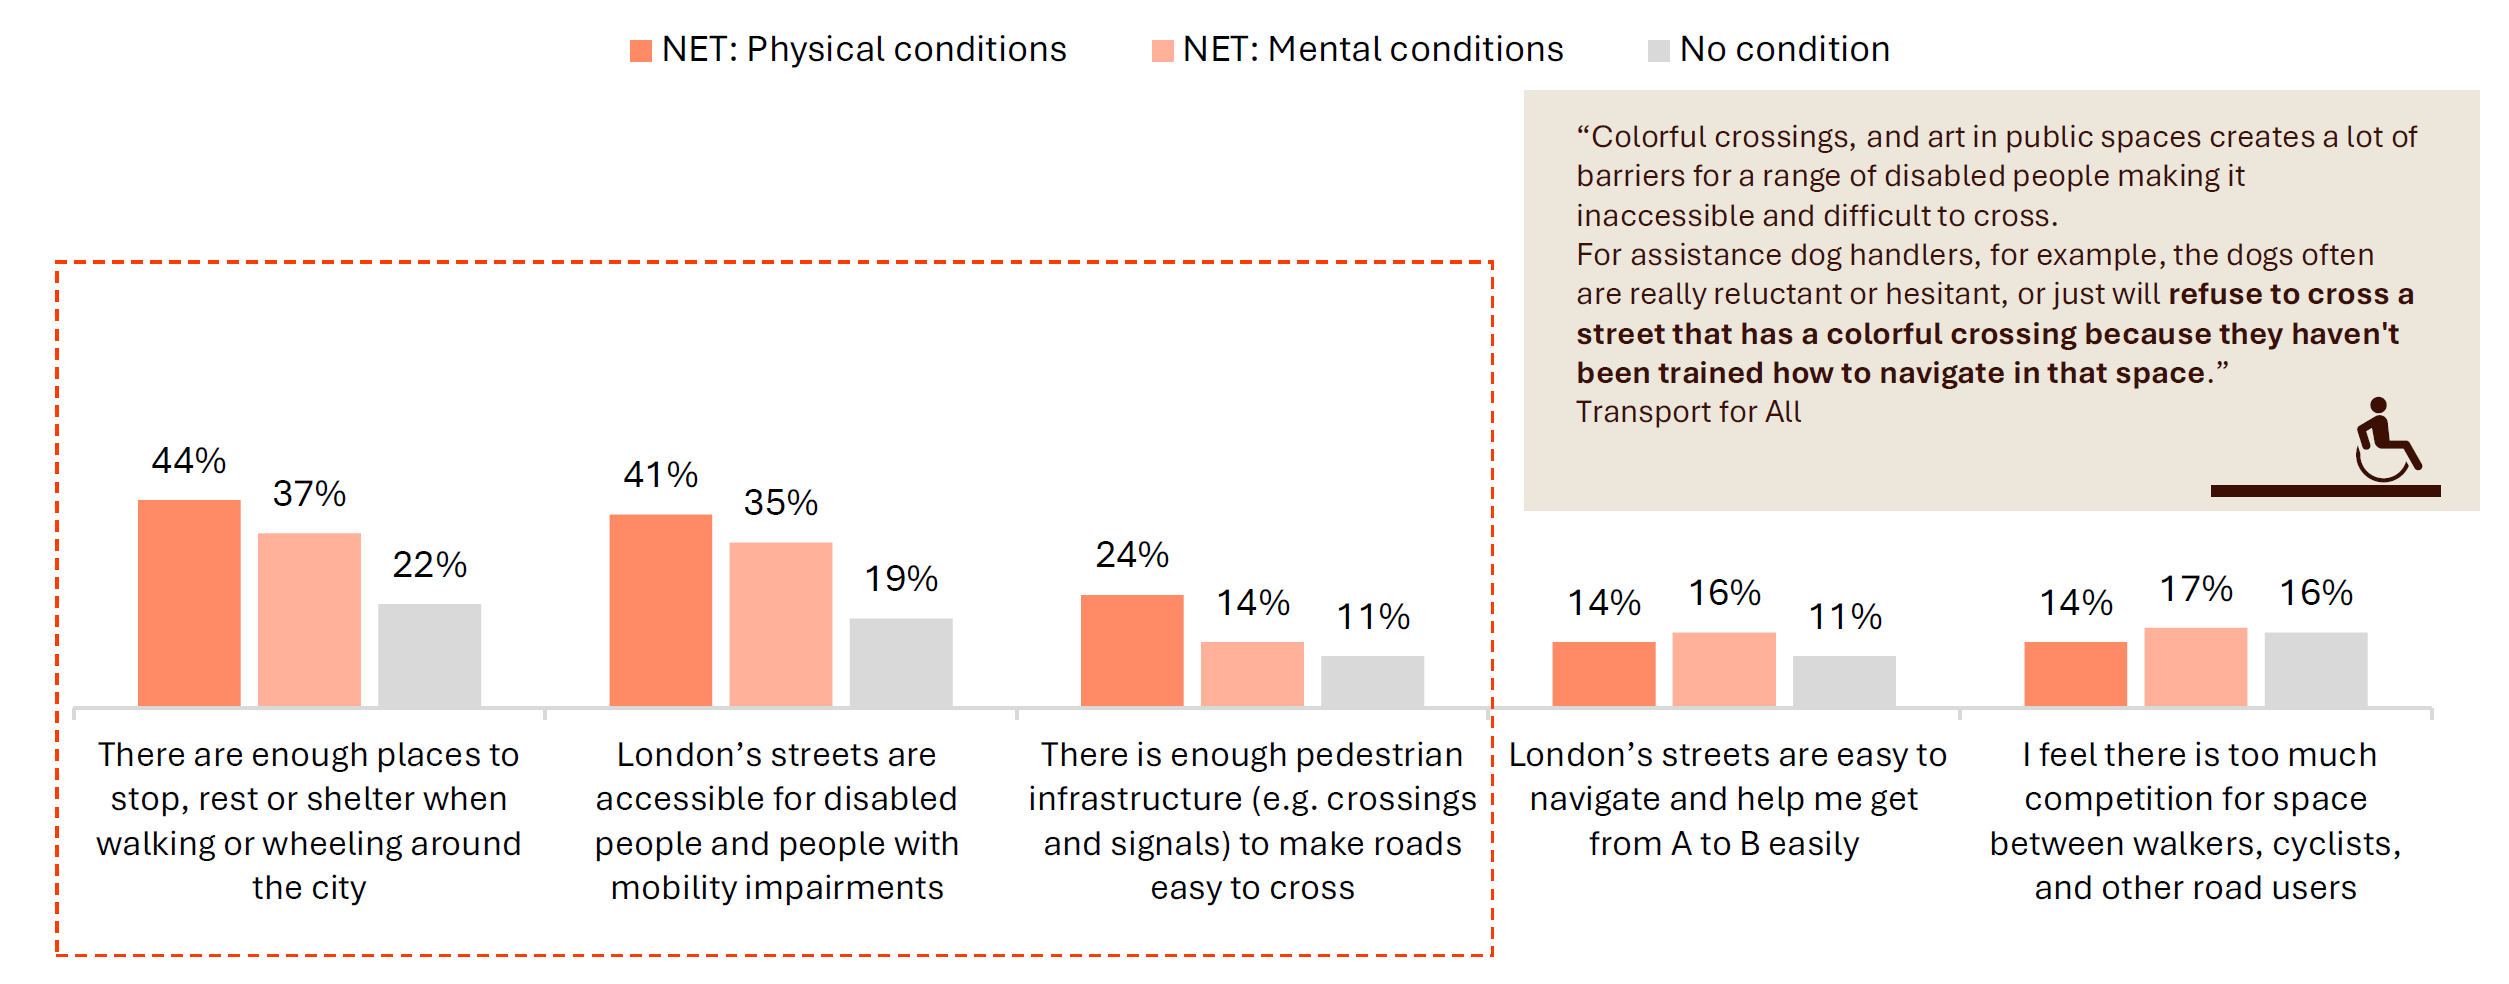 NET: Physical conditions
NET: Mental conditions
No condition
“Colorful crossings, and art in public spaces creates a lot of
barriers for a range of disabled people making it
inaccessible and difficult to cross.
For assistance dog handlers, for example, the dogs often
are really reluctant or hesitant, or just will refuse to cross a
street that has a colorful crossing because they haven't
been trained how to navigate in that space.”
Transport for All
44%
37%
22%
41%
35%
19%
24%
14%
11%
14%
16%
11%
14%
17%
16%
There are enough places to
stop, rest or shelter when
walking or wheeling around
the city
London’s streets are
accessible for disabled
people and people with
mobility impairments
There is enough pedestrian
infrastructure (e.g. crossings
and signals) to make roads
easy to cross
London’s streets are easy to
navigate and help me get
from A to B easily
I feel there is too much
competition for space
between walkers, cyclists,
and other road users